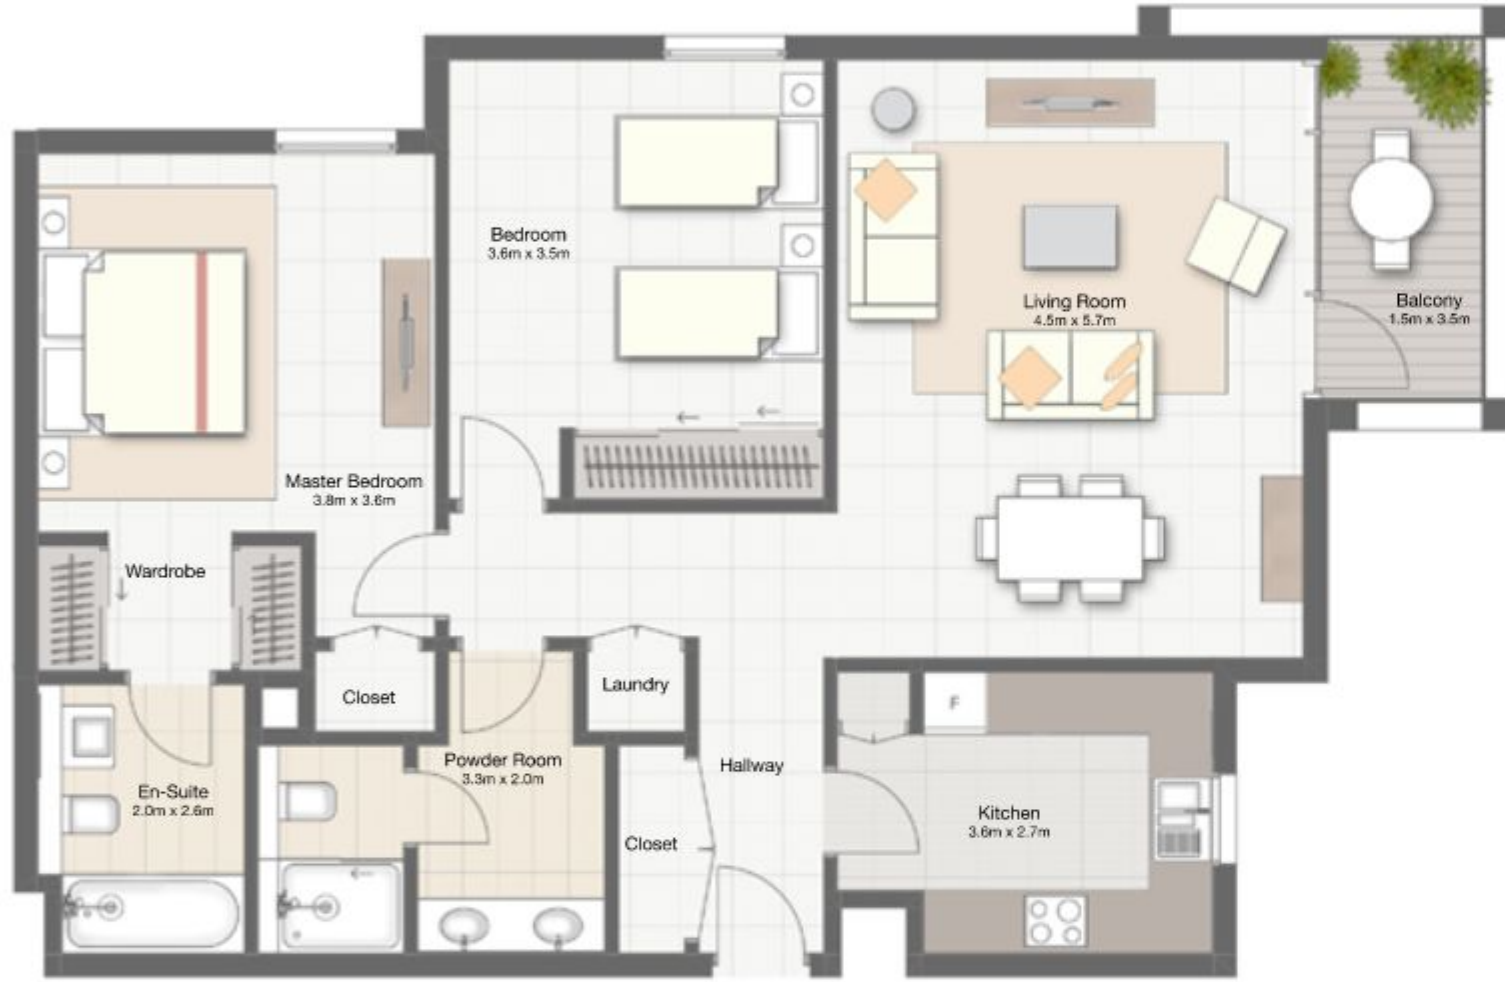 Bedroom
3.6m x 3.5m
Living Room
4.5m x 5.7m
Balcony
1.5m x 3.5m
Master Bedroom
3.8m x 3.6m
Wardrobe
Closet
Laundry
F
Powder Room
3.3m x 2.0m
Hallway
En-Suite
2.0m x 2.6m
Kitchen
3.6m x 2.7m
Closet